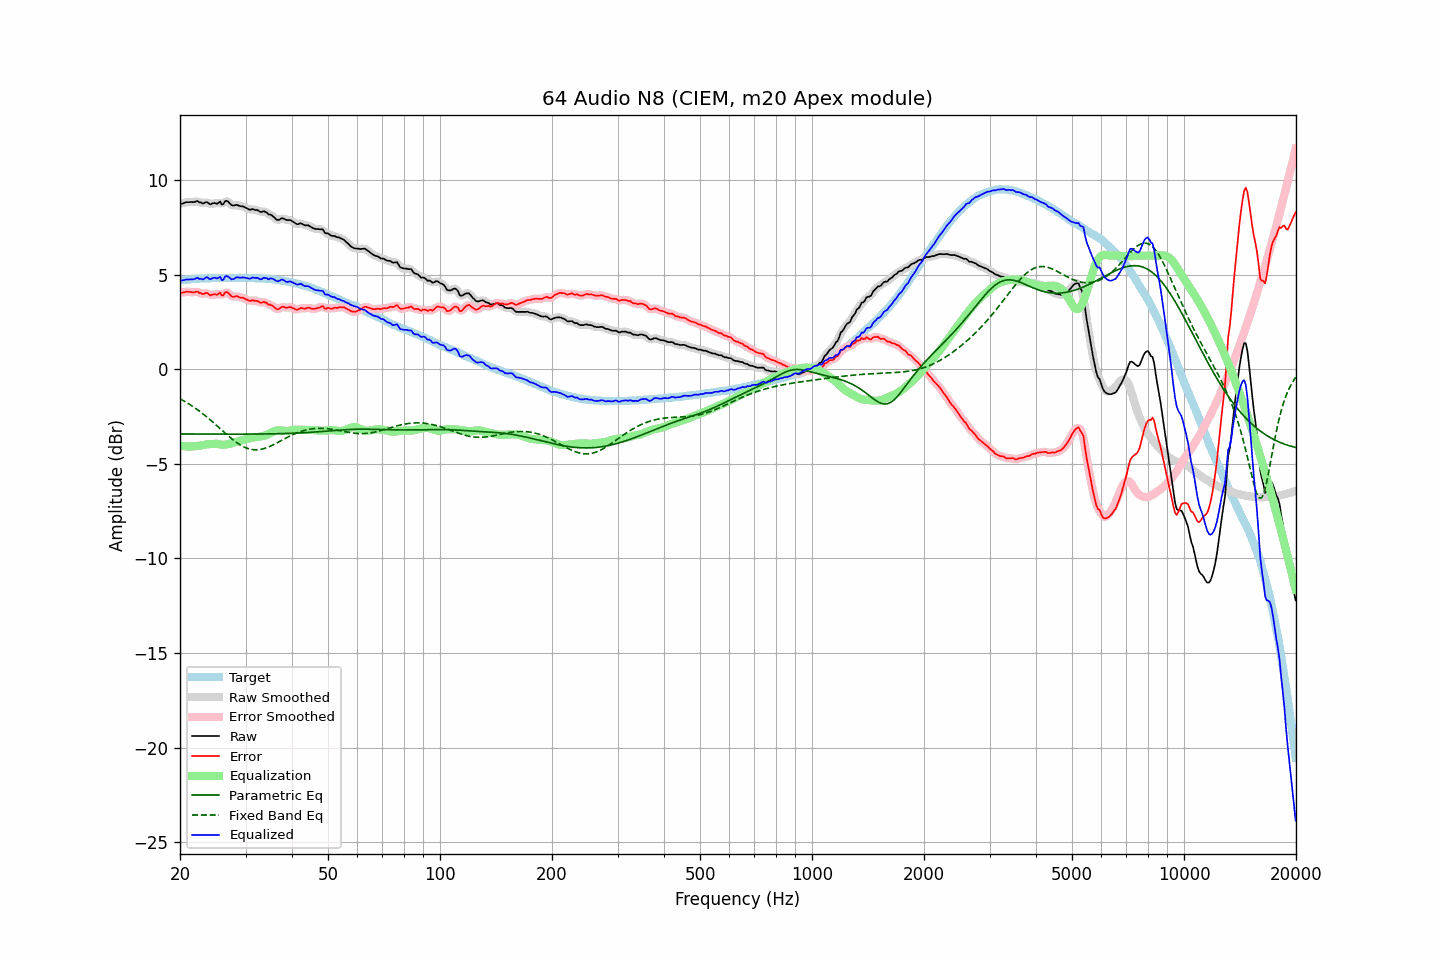 64 Audio N8 (CIEM, m20 Apex module)
Amplitude (dBr)
10
5
0
−5
−10
−15
−20
−25
Target
Raw Smoothed
Error Smoothed
Raw
Error
Equalization
Parametric Eq
Fixed Band Eq
Equalized
20 50 100 200 500 1000 2000 5000 10000 20000
Frequency (Hz)